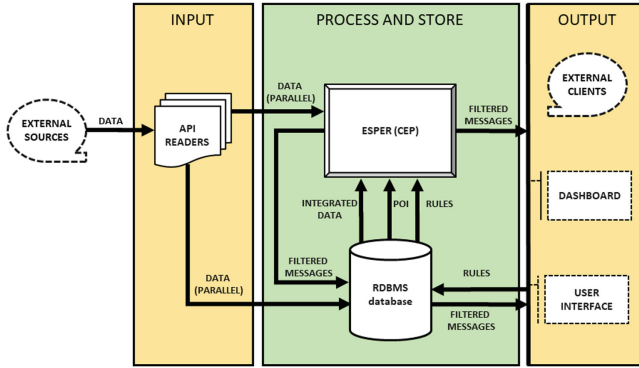 INPUT
PROCESS AND STORE
OUTPUT
EXTERNAL
SOURCES
DATA
API
READERS
DATA
(PARALLEL)
ESPER (CEP)
FILTERED
MESSAGES
EXTERNAL
CLIENTS
INTEGRATED
DATA
POI
RULES
DASHBOARD
FILTERED
MESSAGES
DATA
(PARALLEL)
RDBMS
database
RULES
FILTERED
MESSAGES
USER
INTERFACE